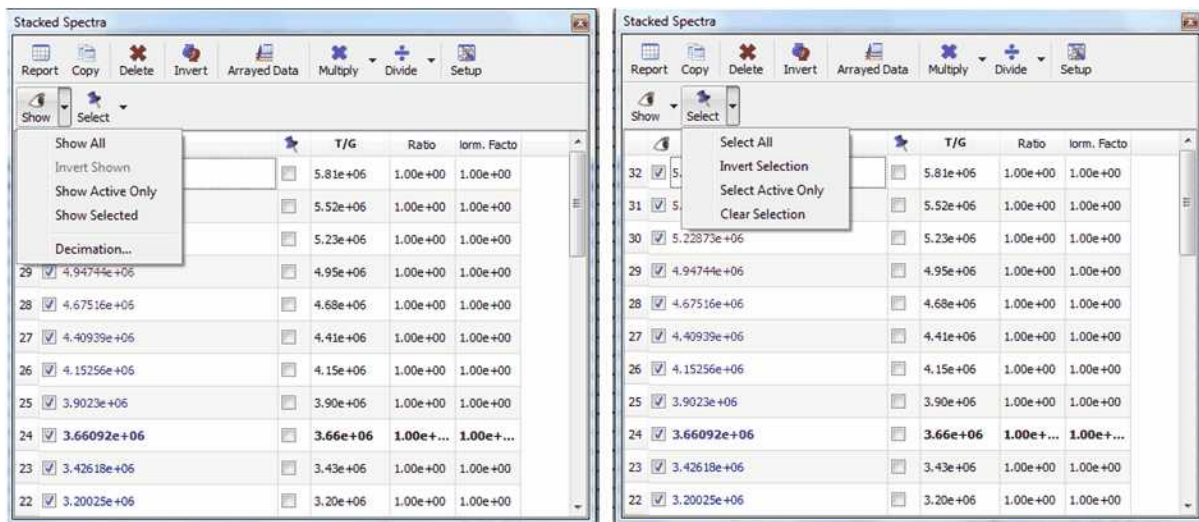 Stacked Spectra
Report Copy Delete Invert Arrayed Data Multiply Divide Setup
Show Select
Show All
Invert Shown
Show Active Only
Show Selected
Decimation...
T/G Ratio lorm. Facto
5.81e+06 1.00e+00 1.00e+00
5.52e+06 1.00e+00 1.00e+00
5.23e+06 1.00e+00 1.00e+00
29 4.94744e+06 4.95e+06 1.00e+00 1.00e+00
28 4.67516e+06 4.68e+06 1.00e+00 1.00e+00
27 4.40939e+06 4.41e+06 1.00e+00 1.00e+00
26 4.15256e+06 4.15e+06 1.00e+00 1.00e+00
25 3.9023e+06 3.90e+06 1.00e+00 1.00e+00
24 3.66092e+06 3.66e+06 1.00e+... 1.00e+...
23 3.42618e+06 3.43e+06 1.00e+00 1.00e+00
22 3.20025e+06 3.20e+06 1.00e+00 1.00e+00
Stacked Spectra
Report Copy Delete Invert Arrayed Data Multiply Divide Setup
Show Select
Select All
Invert Selection
Select Active Only
Clear Selection
T/G Ratio lorm. Facto
32 5. 5.81e+06 1.00e+00 1.00e+00
31 5. 5.52e+06 1.00e+00 1.00e+00
30 5.22873e+06 5.23e+06 1.00e+00 1.00e+00
29 4.94744e+06 4.95e+06 1.00e+00 1.00e+00
28 4.67516e+06 4.68e+06 1.00e+00 1.00e+00
27 4.40939e+06 4.41e+06 1.00e+00 1.00e+00
26 4.15256e+06 4.15e+06 1.00e+00 1.00e+00
25 3.9023e+06 3.90e+06 1.00e+00 1.00e+00
24 3.66092e+06 3.66e+06 1.00e+... 1.00e+...
23 3.42618e+06 3.43e+06 1.00e+00 1.00e+00
22 3.20025e+06 3.20e+06 1.00e+00 1.00e+00